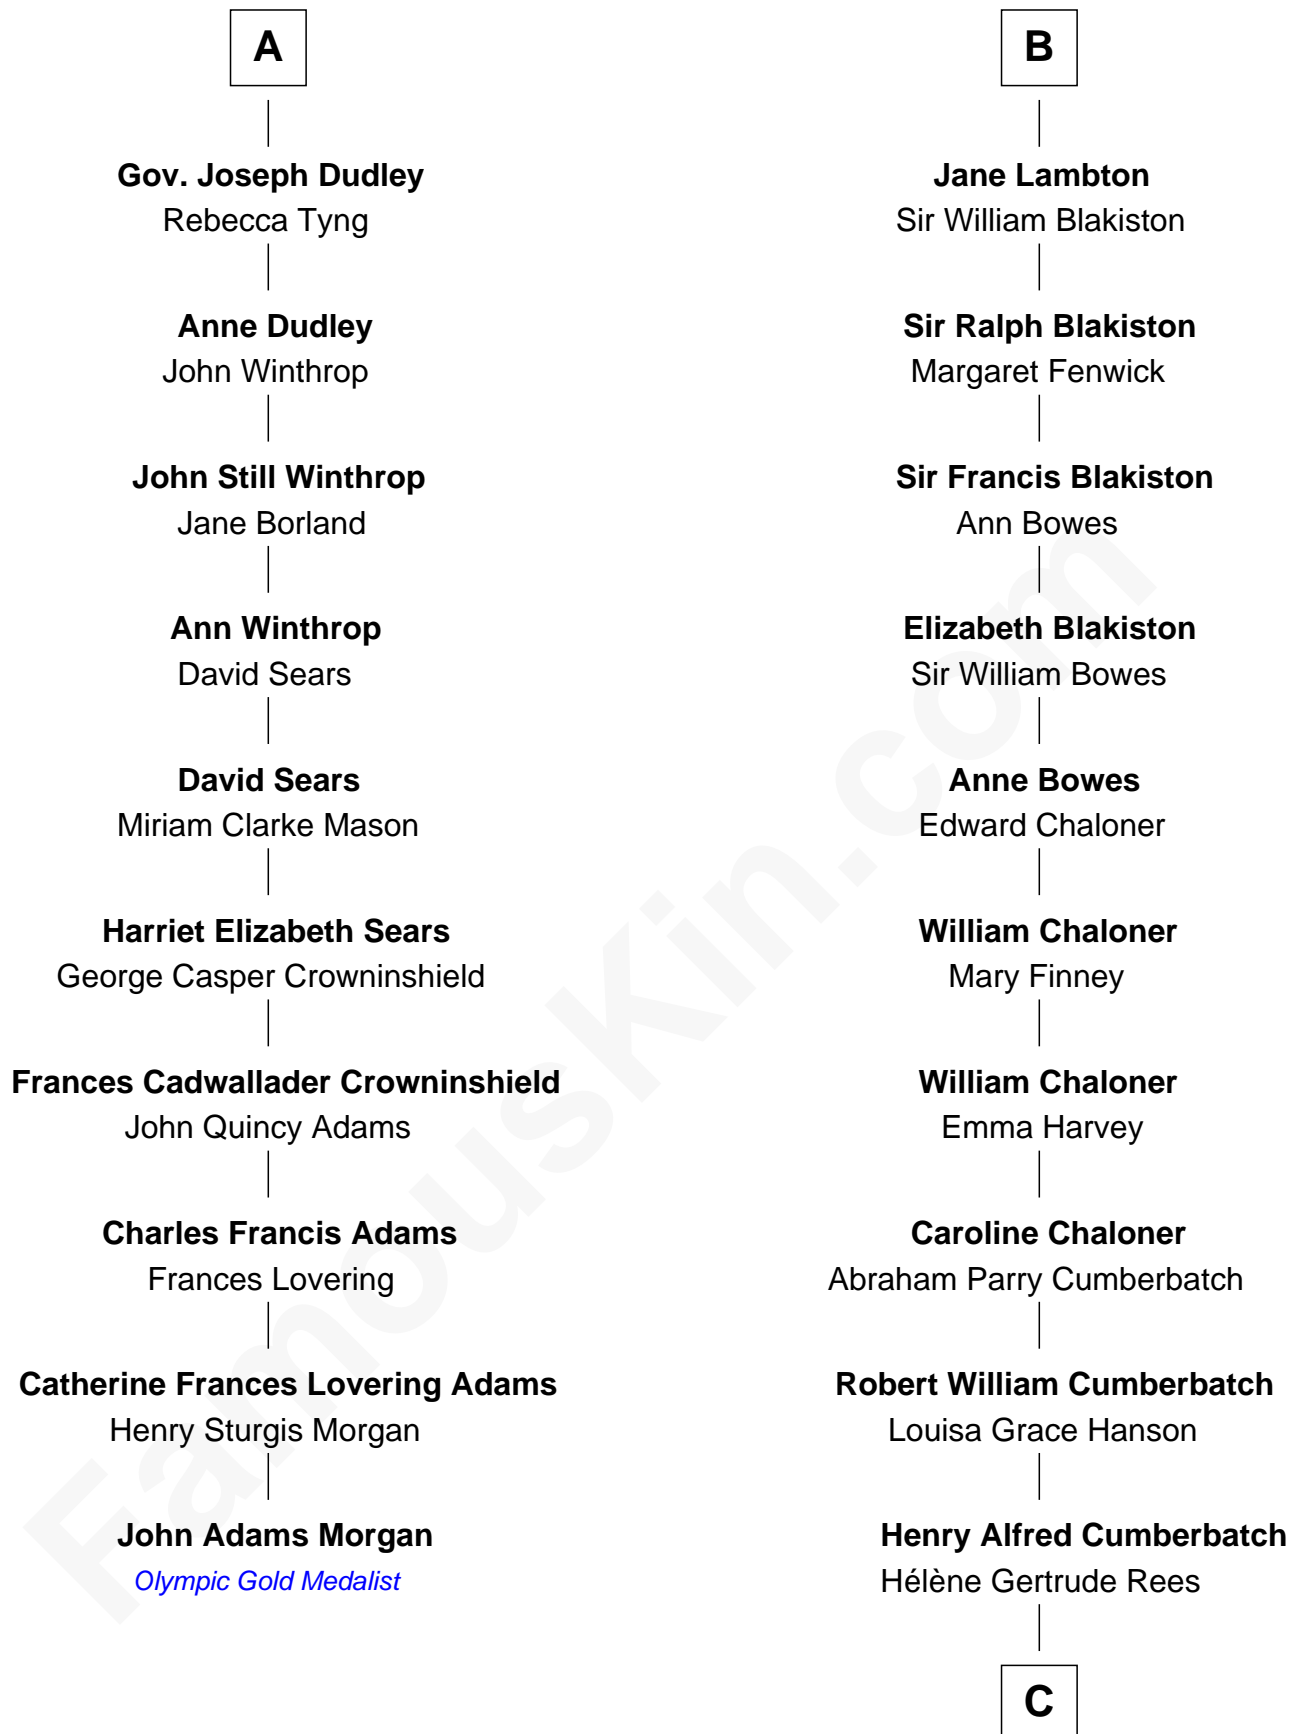 A
Gov. Joseph Dudley
Rebecca Tyng
Anne Dudley
John Winthrop
John Still Winthrop
Jane Borland
Ann Winthrop
David Sears
David Sears
Miriam Clarke Mason
Harriet Elizabeth Sears
George Casper Crowninshield
Frances Cadwallader Crowninshield
John Quincy Adams
Charles Francis Adams
Frances Lovering
Catherine Frances Lovering Adams
Henry Sturgis Morgan
John Adams Morgan
Olympic Gold Medalist
B
Jane Lambton
Sir William Blakiston
Sir Ralph Blakiston
Margaret Fenwick
Sir Francis Blakiston
Ann Bowes
Elizabeth Blakiston
Sir William Bowes
Anne Bowes
Edward Chaloner
William Chaloner
Mary Finney
William Chaloner
Emma Harvey
Caroline Chaloner
Abraham Parry Cumberbatch
Robert William Cumberbatch
Louisa Grace Hanson
Henry Alfred Cumberbatch
Hélène Gertrude Rees
C
FamousKin.com